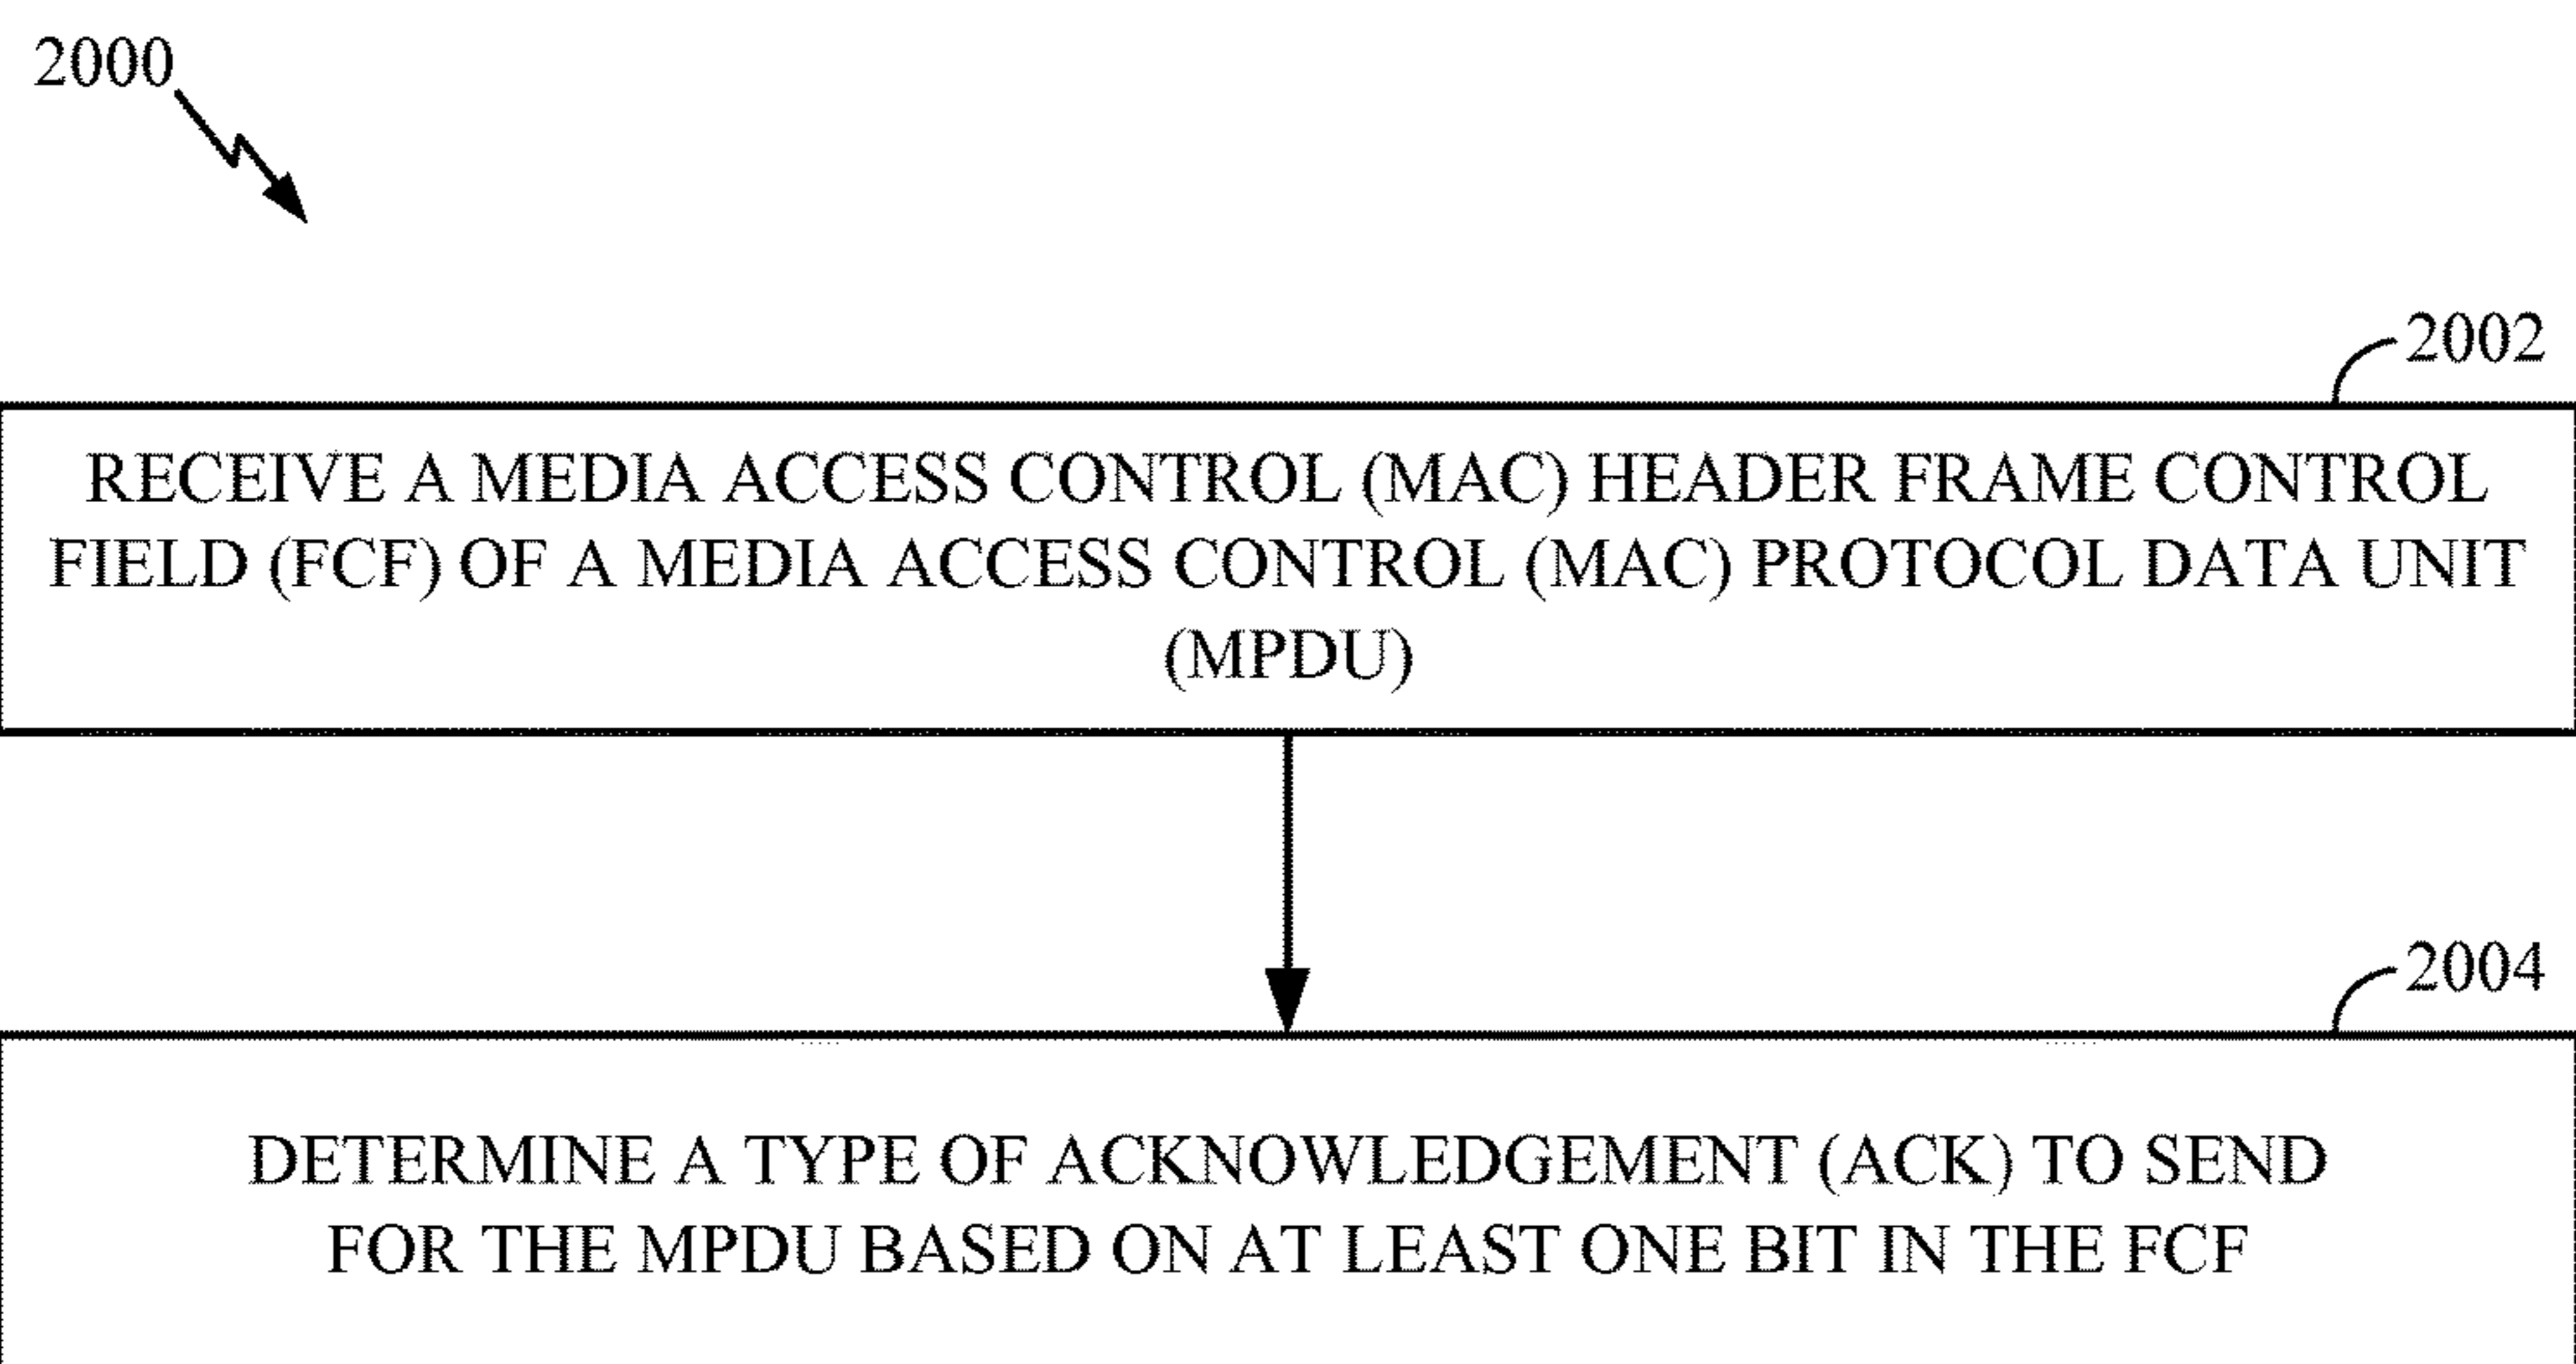 2000
2002
RECEIVE A MEDIA ACCESS CONTROL (MAC) HEADER FRAME CONTROL
FIELD (FCF) OF A MEDIA ACCESS CONTROL (MAC) PROTOCOL DATA UNIT
(MPDU)
2004
DETERMINE A TYPE OF ACKNOWLEDGEMENT (ACK) TO SEND
FOR THE MPDU BASED ON AT LEAST ONE BIT IN THE FCF